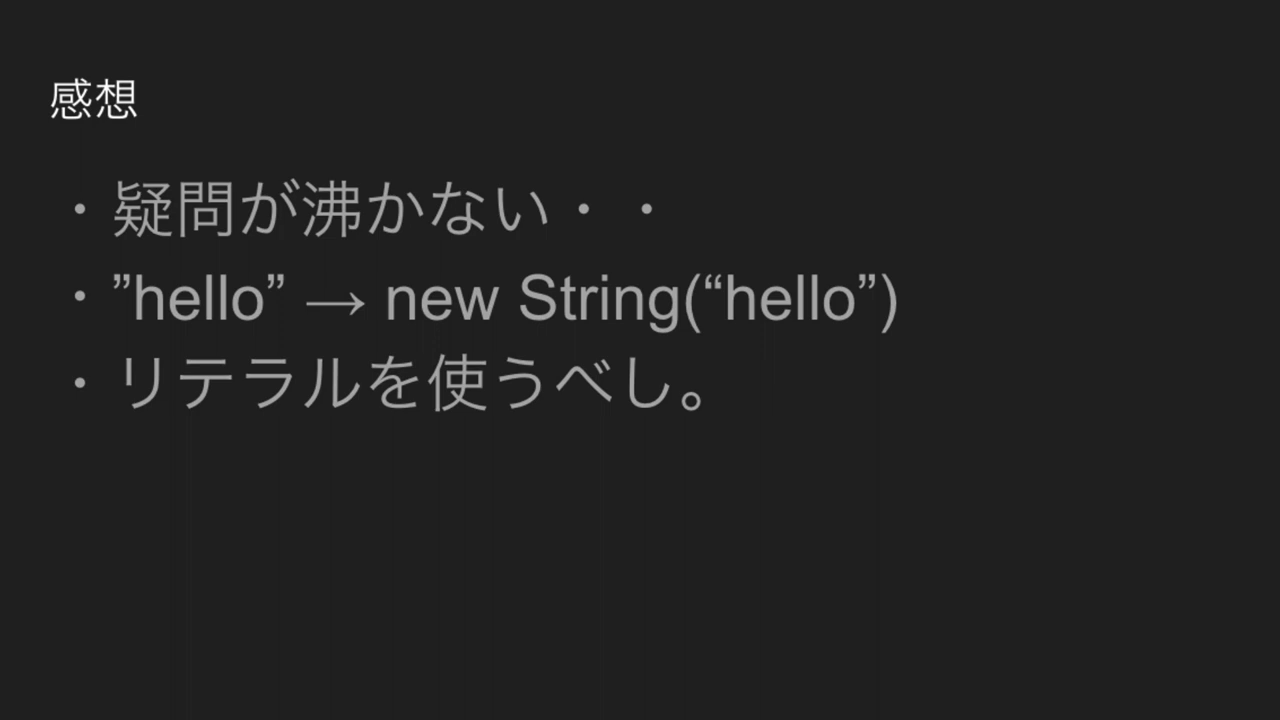 感想
・疑問が沸かない・・
・”hello” → new String(“hello”)
・リテラルを使うべし。